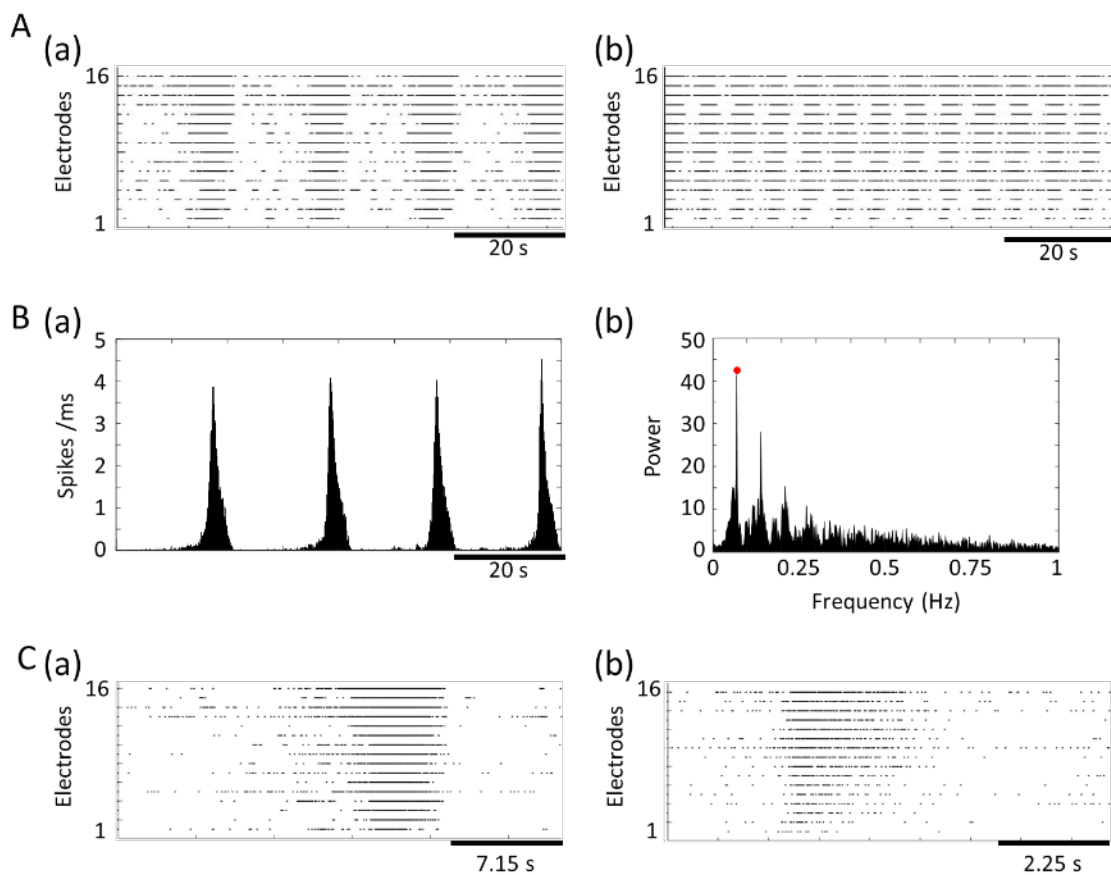 A
(a)
16
Electrodes
1
20 s
(b)
16
Electrodes
1
20 s
B
(a)
5
4
3
2
1
0
Spikes /ms
20 s
(b)
50
40
30
20
10
0
Power
0 0.25 0.5 0.75 1
Frequency (Hz)
C
(a)
16
Electrodes
1
7.15 s
(b)
16
Electrodes
1
2.25 s